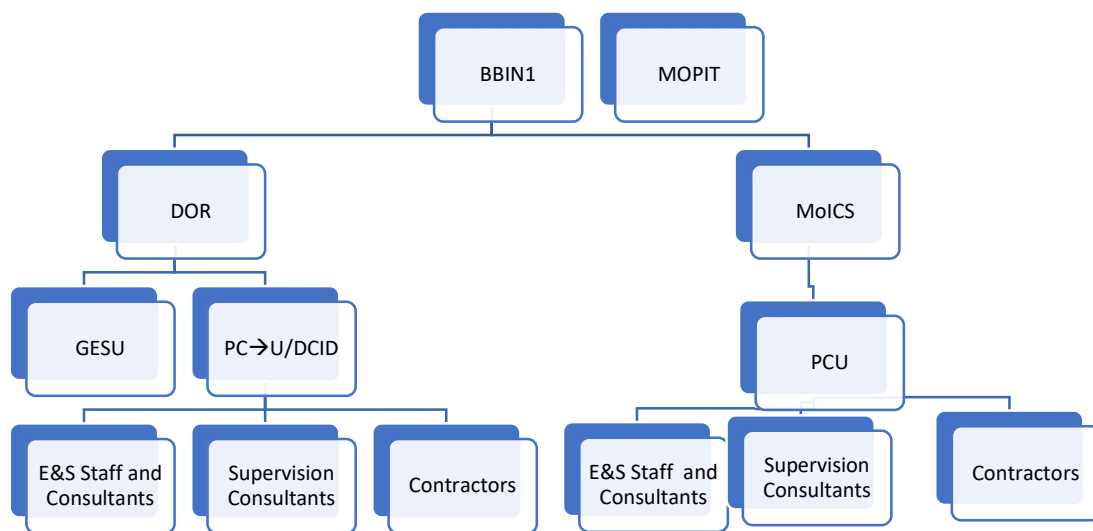 BBIN1
MOPIT
DOR
MoICS
GESU
PC→U/DCID
PCU
E&S Staff and
Consultants
Supervision
Consultants
Contractors
E&S Staff and
Consultants
Supervision
Consultants
Contractors